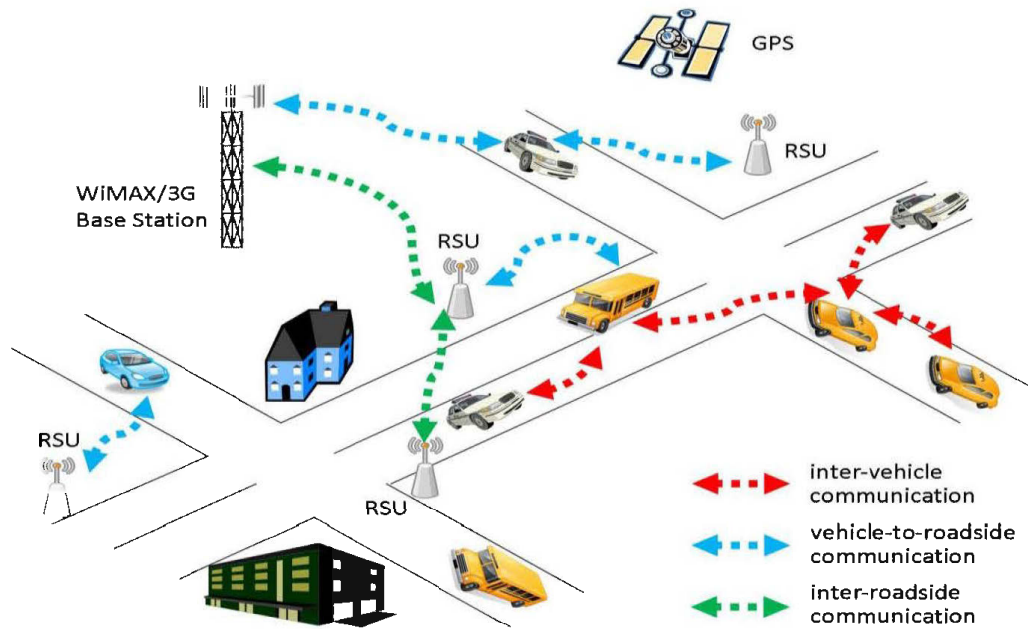 GPS
RSU
WiMAX/3G
Base Station
RSU
RSU
RSU
inter-vehicle
communication
vehicle-to-roadside
communication
inter-roadside
communication